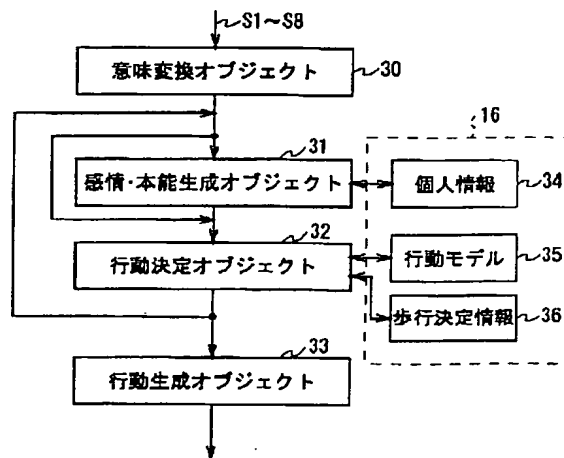 S1〜S8
意味変換オブジェクト
30
16
31
感情・本能生成オブジェクト
個人情報
34
32
行動決定オブジェクト
行動モデル
35
歩行決定情報
36
33
行動生成オブジェクト